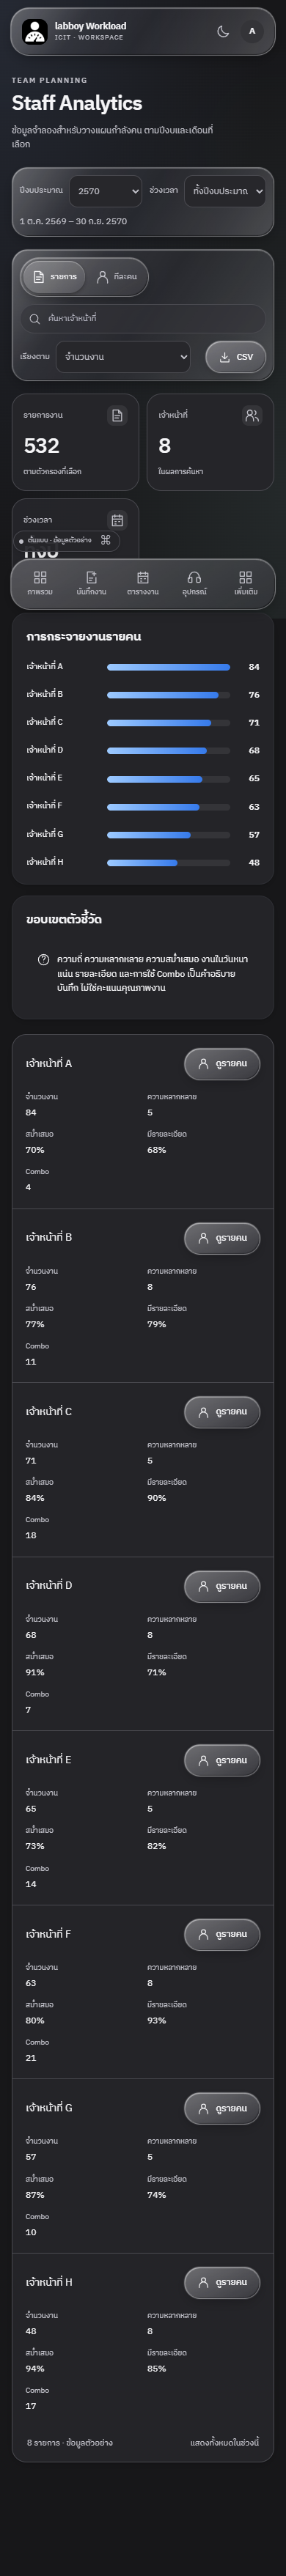 labboy Workload
ICIT · WORKSPACE
A
TEAM PLANNING
Staff Analytics
ข้อมูลจำลองสำหรับวางแผนกำลังคน ตามปีงบประมาณและเดือนที่
เลือก
ปีงบประมาณ
2570
ช่วงเวลา
ทั้งปีงบประมาณ
1 ต.ค. 2569 – 30 ก.ย. 2570
รายการ
ทีละคน
ค้นหาเจ้าหน้าที่
เรียงตาม
จำนวนงาน
CSV
รายการงาน
532
ตามตัวกรองที่เลือก
เจ้าหน้าที่
8
ในผลการค้นหา
ช่วงเวลา
ต้นแบบ · ข้อมูลตัวอย่าง
ภาพรวม
บันทึกงาน
ตารางงาน
อุปกรณ์
เพิ่มเติม
การกระจายงานรายคน
เจ้าหน้าที่ A 84
เจ้าหน้าที่ B 76
เจ้าหน้าที่ C 71
เจ้าหน้าที่ D 68
เจ้าหน้าที่ E 65
เจ้าหน้าที่ F 63
เจ้าหน้าที่ G 57
เจ้าหน้าที่ H 48
ขอบเขตตัวชี้วัด
ความถี่ ความหลากหลาย ความสม่ำเสมอ งานในวันหนา
แน่น รายละเอียด และการใช้ Combo เป็นคำอธิบาย
บันทึก ไม่ใช่คะแนนคุณภาพงาน
เจ้าหน้าที่ A
ดูรายคน
จำนวนงาน ความหลากหลาย
84 5
สม่ำเสมอ มีรายละเอียด
70% 68%
Combo
4
เจ้าหน้าที่ B
ดูรายคน
จำนวนงาน ความหลากหลาย
76 8
สม่ำเสมอ มีรายละเอียด
77% 79%
Combo
11
เจ้าหน้าที่ C
ดูรายคน
จำนวนงาน ความหลากหลาย
71 5
สม่ำเสมอ มีรายละเอียด
84% 90%
Combo
18
เจ้าหน้าที่ D
ดูรายคน
จำนวนงาน ความหลากหลาย
68 8
สม่ำเสมอ มีรายละเอียด
91% 71%
Combo
7
เจ้าหน้าที่ E
ดูรายคน
จำนวนงาน ความหลากหลาย
65 5
สม่ำเสมอ มีรายละเอียด
73% 82%
Combo
14
เจ้าหน้าที่ F
ดูรายคน
จำนวนงาน ความหลากหลาย
63 8
สม่ำเสมอ มีรายละเอียด
80% 93%
Combo
21
เจ้าหน้าที่ G
ดูรายคน
จำนวนงาน ความหลากหลาย
57 5
สม่ำเสมอ มีรายละเอียด
87% 74%
Combo
10
เจ้าหน้าที่ H
ดูรายคน
จำนวนงาน ความหลากหลาย
48 8
สม่ำเสมอ มีรายละเอียด
94% 85%
Combo
17
8 รายการ · ข้อมูลตัวอย่าง
แสดงทั้งหมดในช่วงนี้